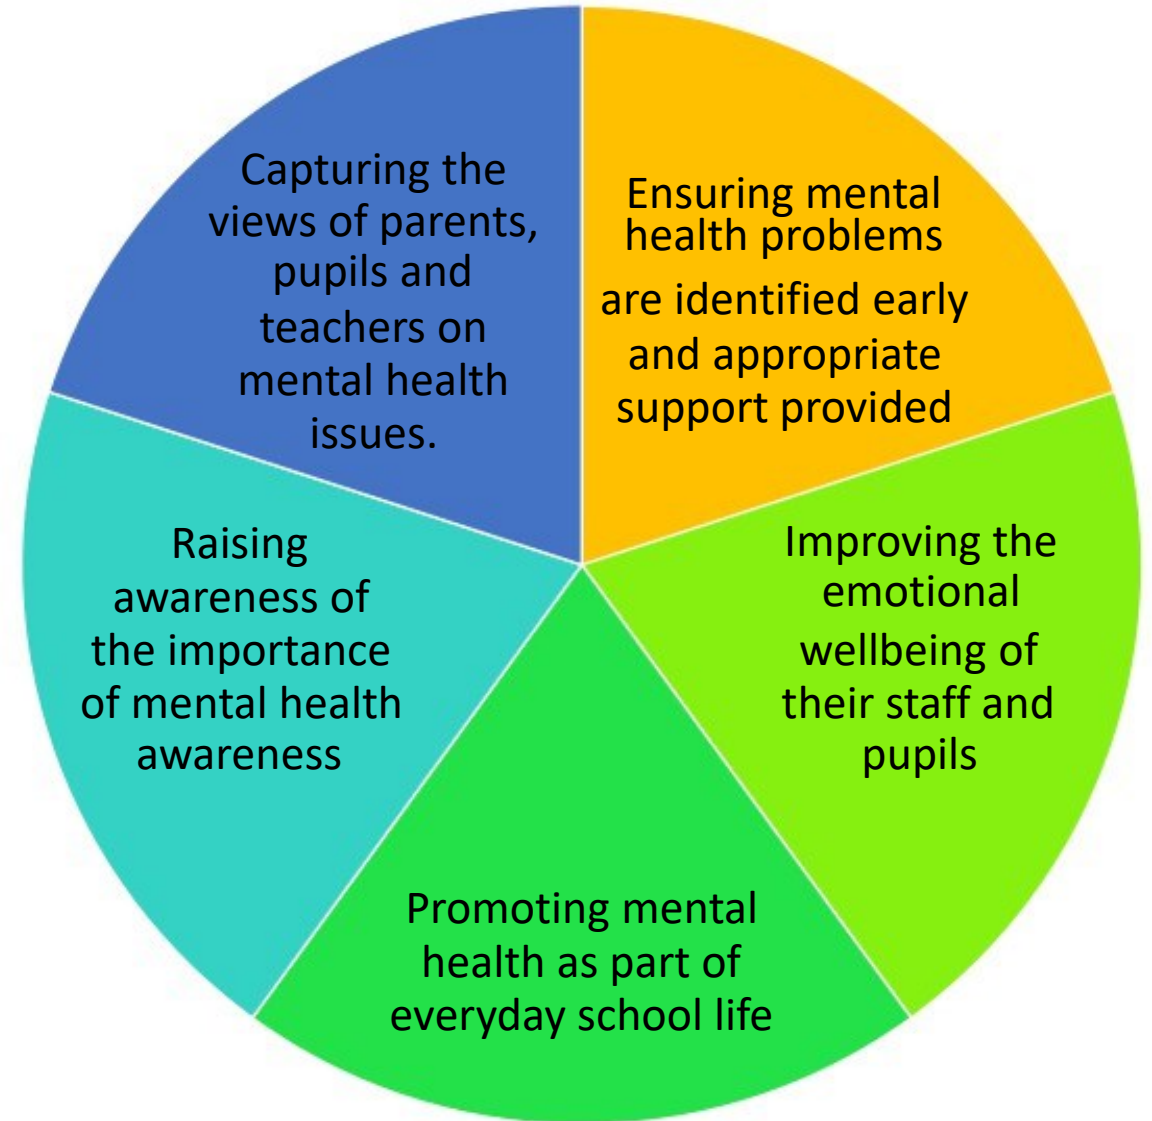 Capturing the
views of parents,
pupils and
teachers on
mental health
issues.
Ensuring mental
health problems
are identified early
and appropriate
support provided
Improving the
emotional
wellbeing of
their staff and
pupils
Promoting mental
health as part of
everyday school life
Raising
awareness of
the importance
of mental health
awareness